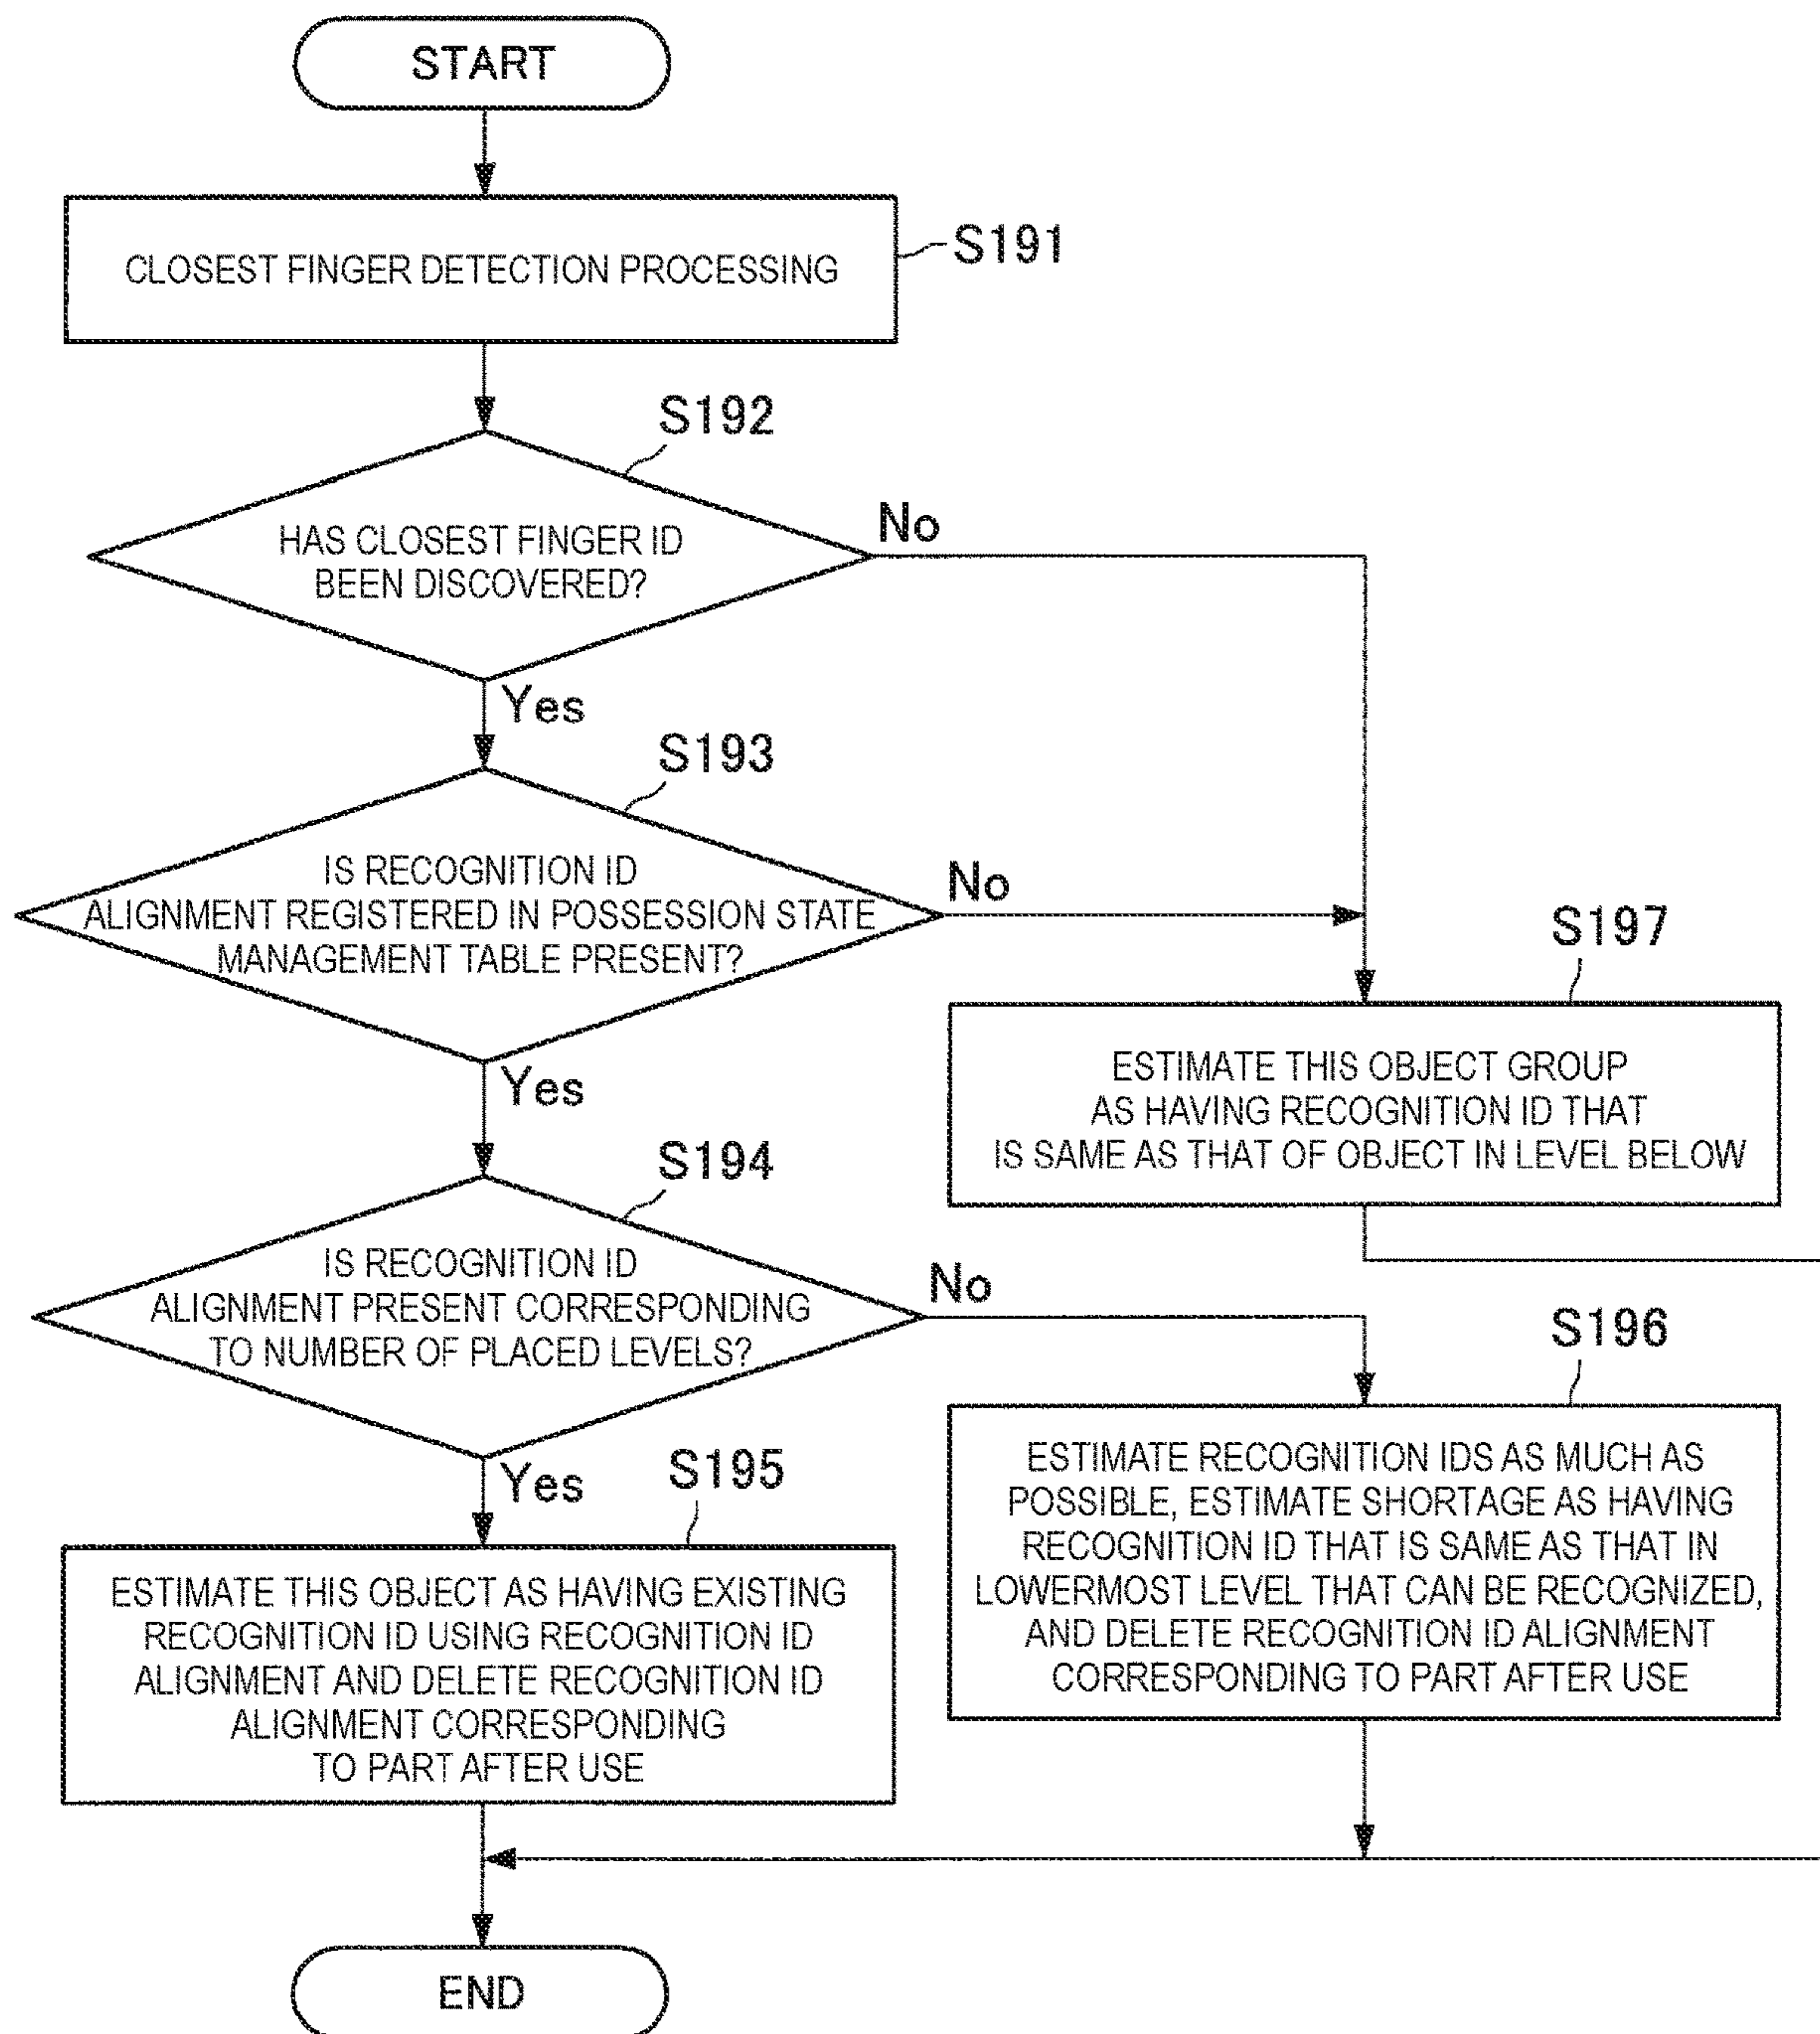 START
CLOSEST FINGER DETECTION PROCESSING
S191
S192
HAS CLOSEST FINGER ID
BEEN DISCOVERED?
No
Yes
S193
IS RECOGNITION ID
ALIGNMENT REGISTERED IN POSSESSION STATE
MANAGEMENT TABLE PRESENT?
No
Yes
S197
ESTIMATE THIS OBJECT GROUP
AS HAVING RECOGNITION ID THAT
IS SAME AS THAT OF OBJECT IN LEVEL BELOW
S194
IS RECOGNITION ID
ALIGNMENT PRESENT CORRESPONDING
TO NUMBER OF PLACED LEVELS?
No
Yes
S196
ESTIMATE RECOGNITION IDS AS MUCH AS
POSSIBLE, ESTIMATE SHORTAGE AS HAVING
RECOGNITION ID THAT IS SAME AS THAT IN
LOWERMOST LEVEL THAT CAN BE RECOGNIZED,
AND DELETE RECOGNITION ID ALIGNMENT
CORRESPONDING TO PART AFTER USE
S195
ESTIMATE THIS OBJECT AS HAVING EXISTING
RECOGNITION ID USING RECOGNITION ID
ALIGNMENT AND DELETE RECOGNITION ID
ALIGNMENT CORRESPONDING
TO PART AFTER USE
END